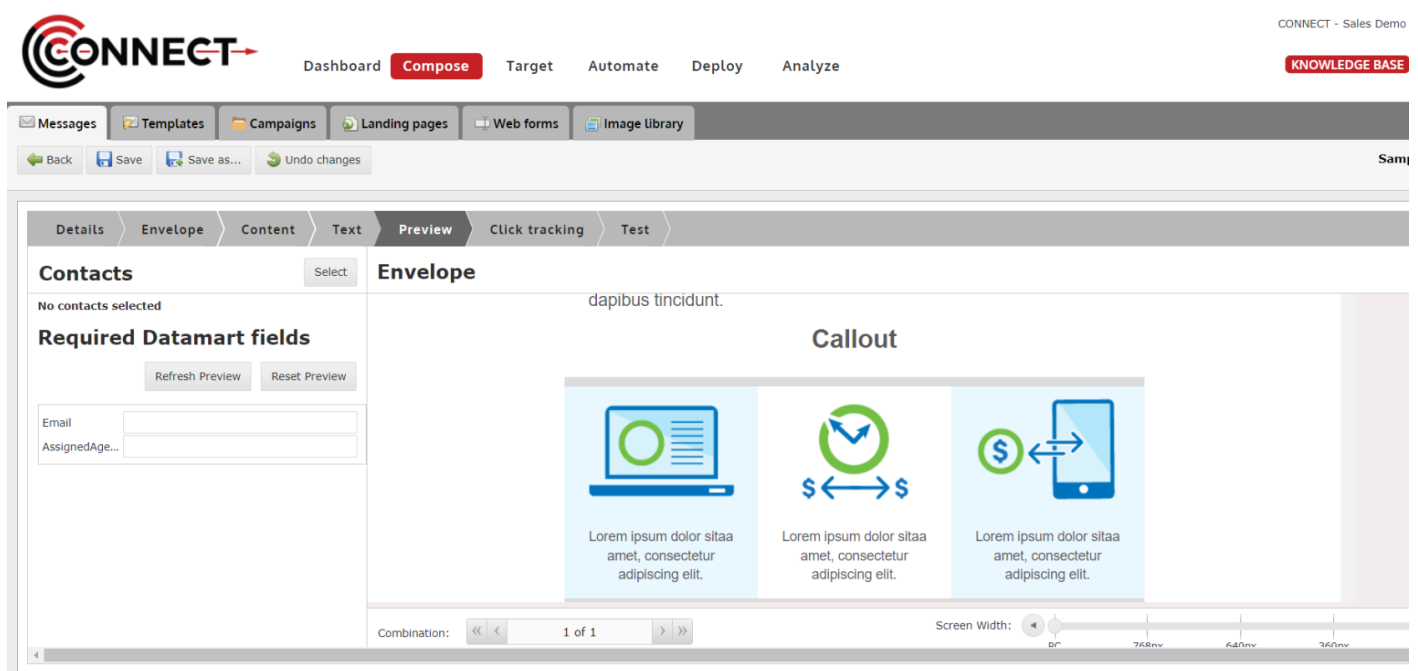 CONNECT - Sales Demo
CONNECT
Dashboard Compose Target Automate Deploy Analyze
KNOWLEDGE BASE
Messages Templates Campaigns Landing pages Web forms Image library
Back Save Save as... Undo changes
Details Envelope Content Text Preview Click tracking Test
Contacts Select
Envelope
No contacts selected
Required Datamart fields
Refresh Preview Reset Preview
Email
AssignedAge...
dapibus tincidunt.
Callout
$ $
$
Lorem ipsum dolor sitaa
amet, consectetur
adipiscing elit.
Lorem ipsum dolor sitaa
amet, consectetur
adipiscing elit.
Lorem ipsum dolor sitaa
amet, consectetur
adipiscing elit.
Combination: 1 of 1
Screen Width:
PC 768px 640px 360px